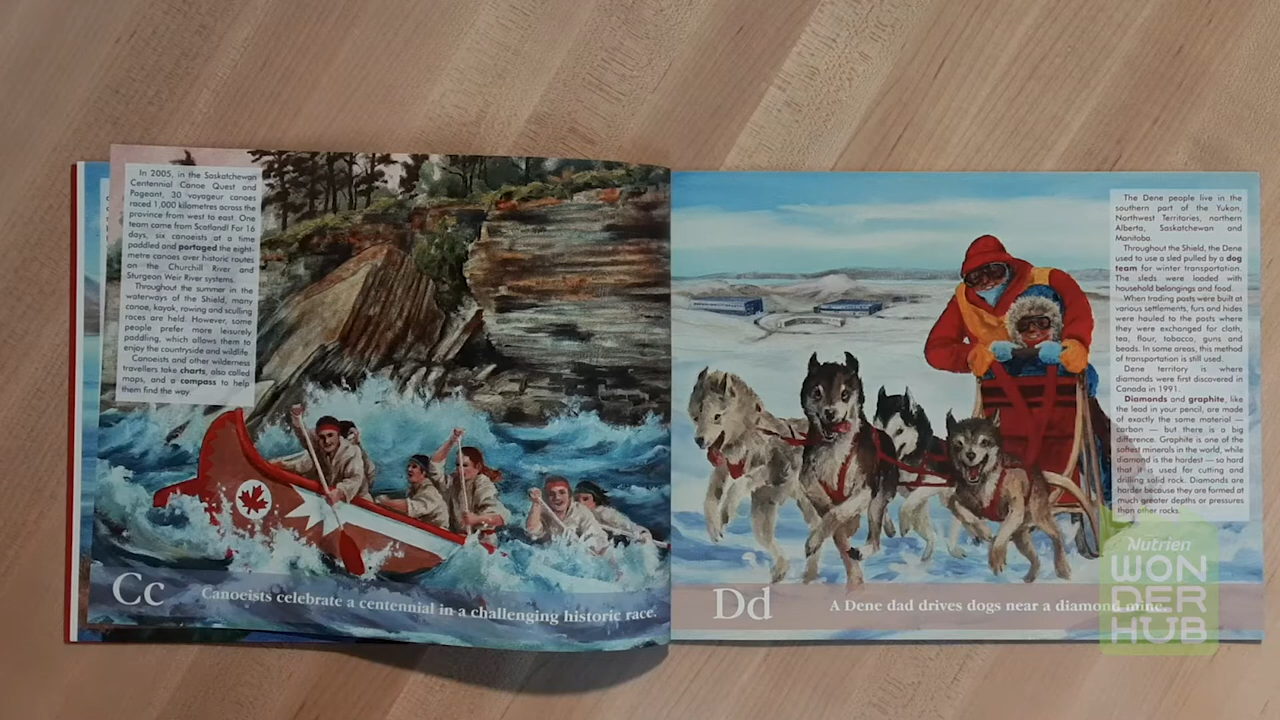 In 2005, in the Saskatchewan
Centennial Canoe Quest and
Pageant, 30 voyageur canoes
raced 1,000 kilometres across the
province from west to east. One
team came from Scotland! For 16
days, six canoeists at a time
paddled and portaged the eight-
metre canoes over historic routes
on the Churchill River and
Sturgeon Weir River systems.
Throughout the summer in the
waterways of the Shield, many
canoe, kayak, rowing and sculling
races are held. However, some
people prefer more leisurely
paddling, which allows them to
enjoy the countryside and wildlife.
Canoeists and other wilderness
travellers take charts, also called
maps, and a compass to help
them find the way
Cc
Canoeists celebrate a centennial in a challenging historic race.
The Dene people live in the
southern part of the Yukon,
Northwest Territories, northern
Alberta, Saskatchewan and
Manitoba.
Throughout the Shield, the Dene
used to use a sled pulled by a dog
team for winter transportation.
The sleds were loaded with
household belongings and food.
When trading posts were built at
various settlements, furs and hides
were hauled to the posts where
they were exchanged for cloth,
tea, flour, tobacco, guns and
beads. In some areas, this method
of transportation is still used.
Dene territory is where
diamonds were first discovered in
Canada in 1991.
Diamonds and graphite, like
the lead in your pencil, are made
of exactly the same material —
carbon — but there is a big
difference. Graphite is one of the
softest minerals in the world, while
diamond is the hardest — so hard
that it is used for cutting and
drilling solid rock. Diamonds are
harder because they are formed at
much greater depths or pressures
than other rocks.
Dd
A Dene dad drives dogs near a diamond mine.
Nutrien
WON
DER
HUB